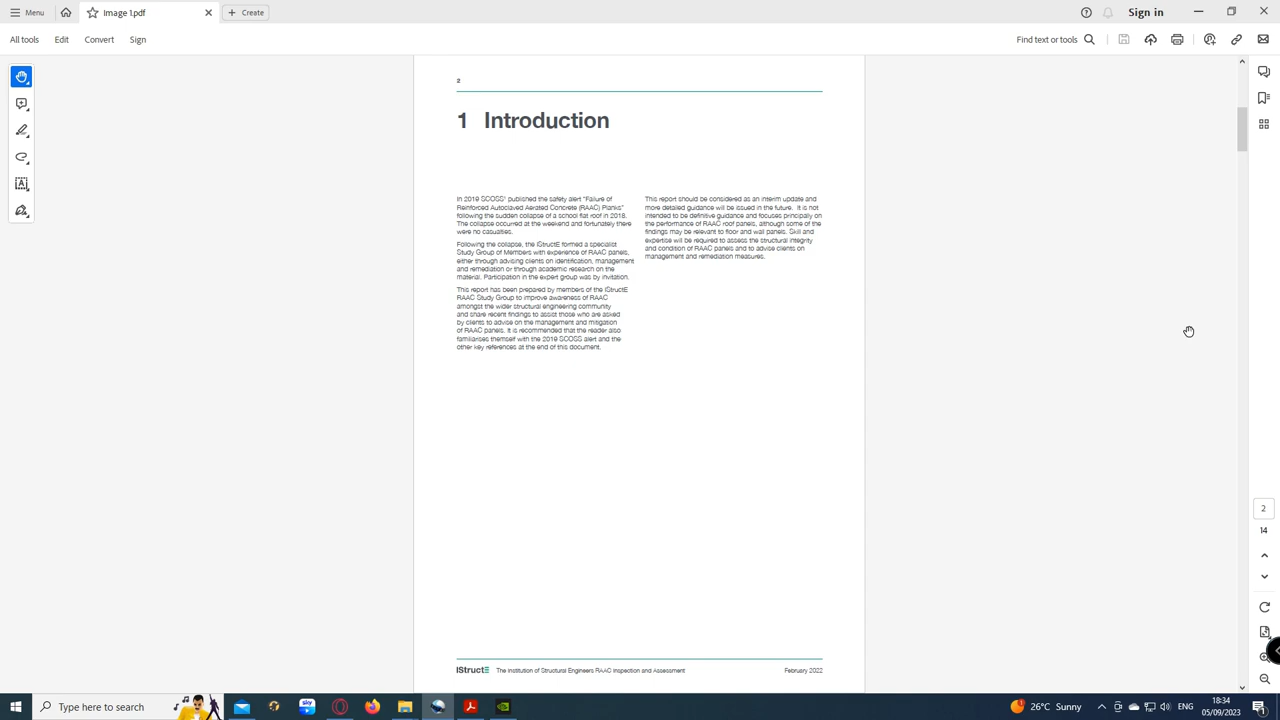 Menu
Image 1.pdf
Create
Sign in
All tools
Edit
Convert
Sign
Find text or tools
2
1 Introduction
In 2019 SCOSS¹ published the safety alert “Failure of
Reinforced Autoclaved Aerated Concrete (RAAC) Planks”
following the sudden collapse of a school flat roof in 2018.
The collapse occurred at the weekend and fortunately there
were no casualties.
Following the collapse, the IStructE formed a specialist
Study Group of Members with experience of RAAC panels,
either through advising clients on identification, management
and remediation or through academic research on the
material. Participation in the expert group was by invitation.
This report has been prepared by members of the IStructE
RAAC Study Group to improve awareness of RAAC
amongst the wider structural engineering community
and share recent findings to assist those who are asked
by clients to advise on the management and mitigation
of RAAC panels. It is recommended that the reader also
familiarises themself with the 2019 SCOSS alert and the
other key references at the end of this document.
This report should be considered as an interim update and
more detailed guidance will be issued in the future. It is not
intended to be definitive guidance and focuses principally on
the performance of RAAC roof panels, although some of the
findings may be relevant to floor and wall panels. Skill and
expertise will be required to assess the structural integrity
and condition of RAAC panels and to advise clients on
management and remediation measures.
2
14
IStructE The Institution of Structural Engineers RAAC Inspection and Assessment
February 2022
Type here to search
sky
26°C Sunny
ENG
18:34
05/09/2023
1